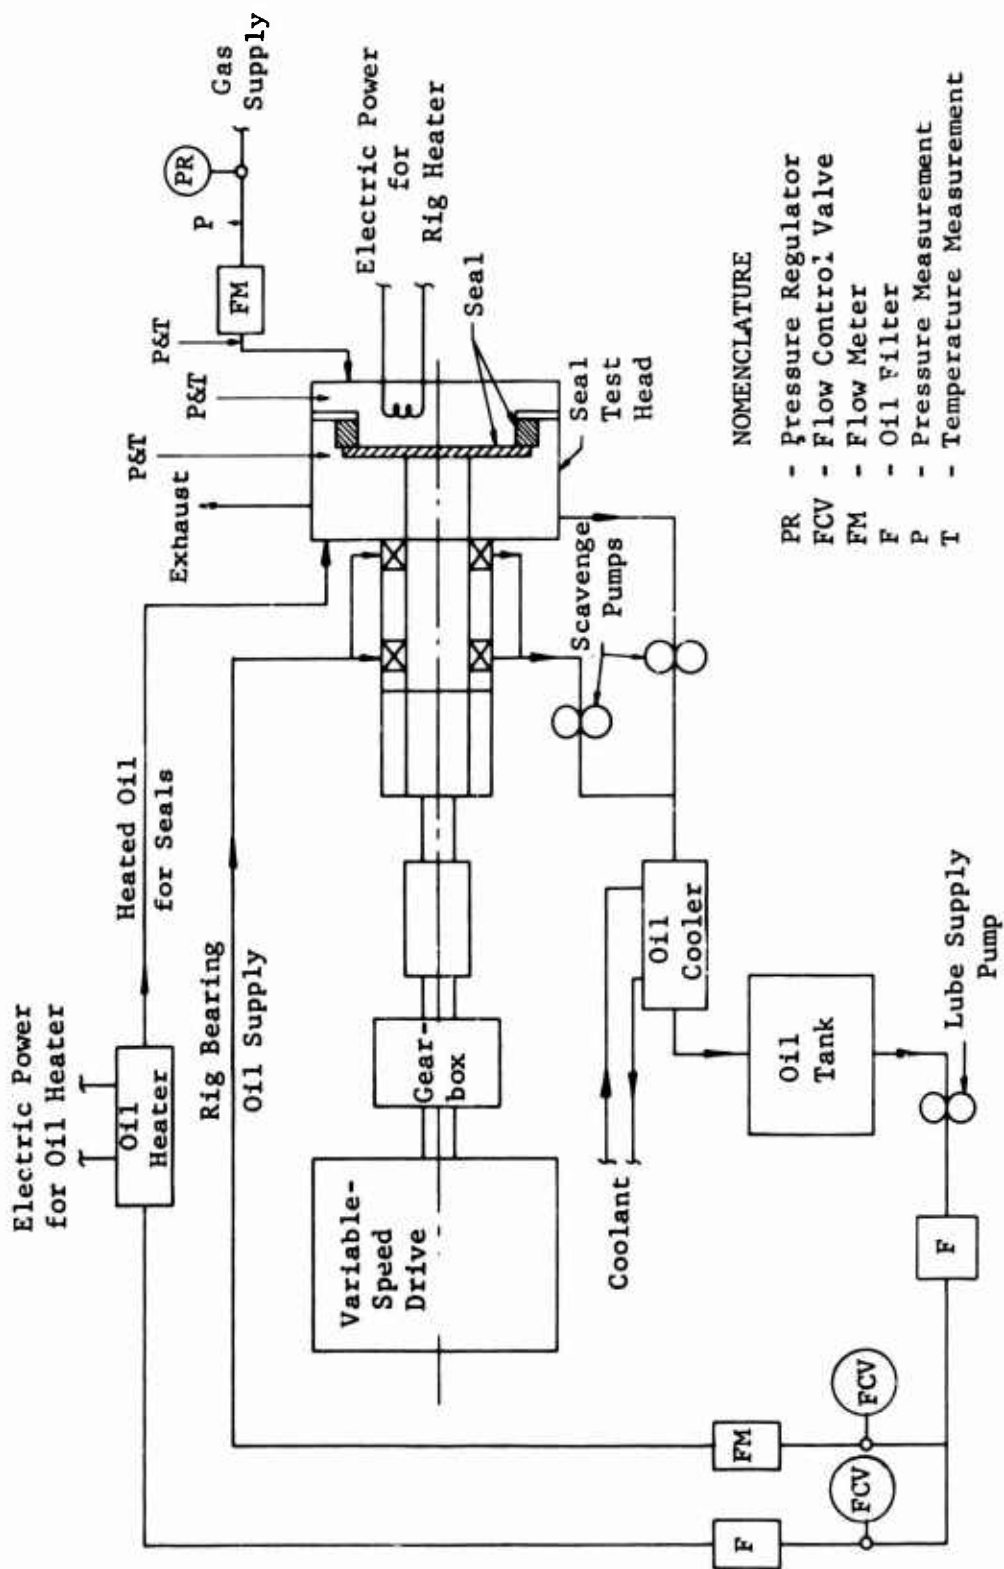 Electric Power
for Oil Heater
Oil
Heater
Heated Oil
for Seals
Rig Bearing
Oil Supply
Variable-
Speed
Drive
Gear-
box
Exhaust
P&T
P&T
P&T
FM
P
PR
Gas
Supply
Electric Power
for
Rig Heater
Seal
Seal
Test
Head
Scavenge
Pumps
Coolant
Oil
Cooler
Oil
Tank
Lube Supply
Pump
F
FCV
FCV
FM
F
NOMENCLATURE
PR - Pressure Regulator
FCV - Flow Control Valve
FM - Flow Meter
F - Oil Filter
P - Pressure Measurement
T - Temperature Measurement